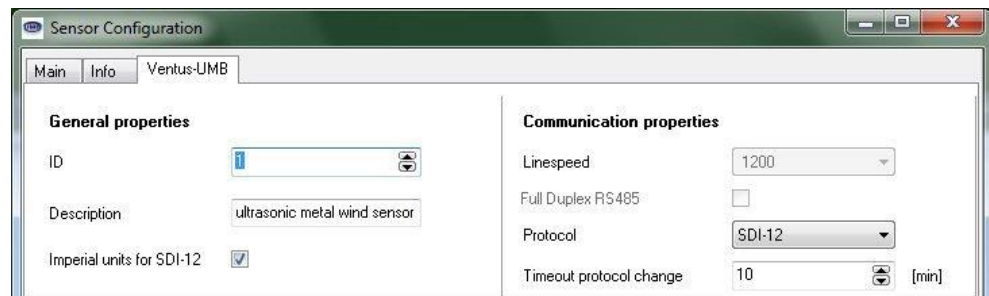 Sensor Configuration
Main Info Ventus-UMB
General properties
ID 1
Description ultrasonic metal wind sensor
Imperial units for SDI-12
Communication properties
Linespeed 1200
Full Duplex RS485
Protocol SDI-12
Timeout protocol change 10 [min]